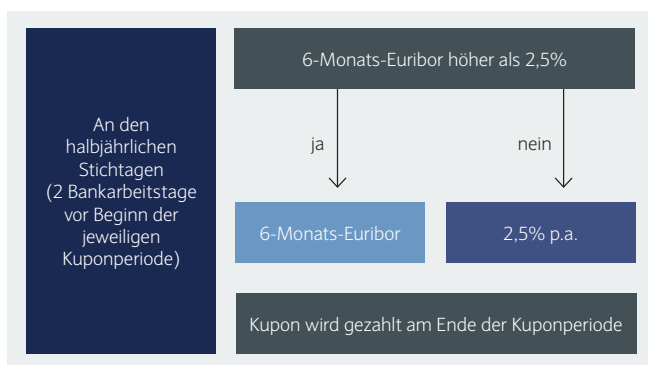 An den
halbjährlichen
Stichtagen
(2 Bankarbeitstage
vor Beginn der
jeweiligen
Kuponperiode)
6-Monats-Euribor höher als 2,5%
ja
nein
6-Monats-Euribor
2,5% p.a.
Kupon wird gezahlt am Ende der Kuponperiode